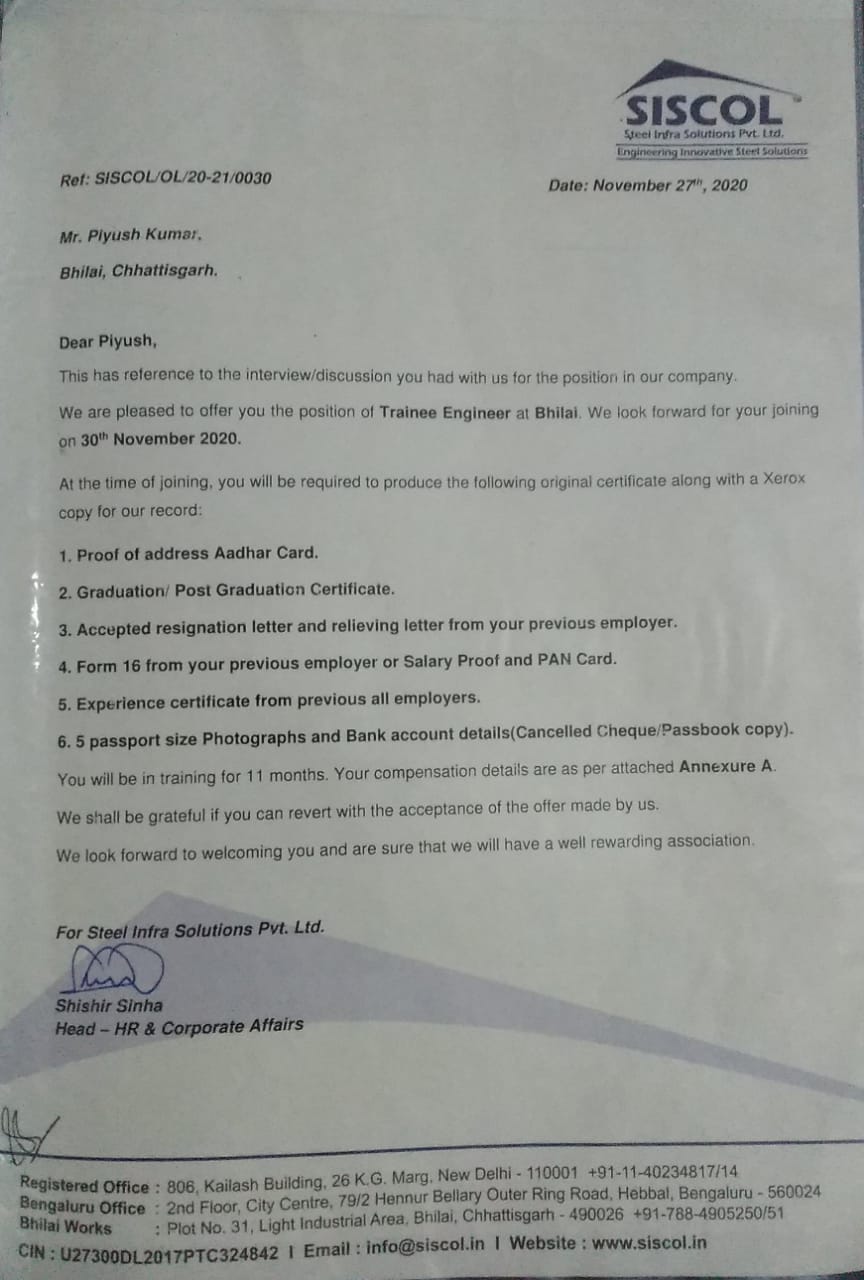 SISCOL™
Steel Infra Solutions Pvt. Ltd.
Engineering Innovative Steel Solutions
Ref: SISCOL/OL/20-21/0030
Date: November 27th, 2020
Mr. Piyush Kumar.
Bhilai, Chhattisgarh.
Dear Piyush,
This has reference to the interview/discussion you had with us for the position in our company.
We are pleased to offer you the position of Trainee Engineer at Bhilai. We look forward for your joining
on 30th November 2020.
At the time of joining, you will be required to produce the following original certificate along with a Xerox
copy for our record:
1. Proof of address Aadhar Card.
2. Graduation/ Post Graduation Certificate.
3. Accepted resignation letter and relieving letter from your previous employer.
4. Form 16 from your previous employer or Salary Proof and PAN Card.
5. Experience certificate from previous all employers.
6. 5 passport size Photographs and Bank account details(Cancelled Cheque/Passbook copy).
You will be in training for 11 months. Your compensation details are as per attached Annexure A.
We shall be grateful if you can revert with the acceptance of the offer made by us.
We look forward to welcoming you and are sure that we will have a well rewarding association.
For Steel Infra Solutions Pvt. Ltd.
Shishir Sinha
Head – HR & Corporate Affairs
Registered Office : 806, Kailash Building, 26 K.G. Marg, New Delhi - 110001 +91-11-40234817/14
Bengaluru Office : 2nd Floor, City Centre, 79/2 Hennur Bellary Outer Ring Road, Hebbal, Bengaluru - 560024
Bhilai Works : Plot No. 31, Light Industrial Area, Bhilai, Chhattisgarh - 490026 +91-788-4905250/51
CIN : U27300DL2017PTC324842 I Email : info@siscol.in I Website : www.siscol.in